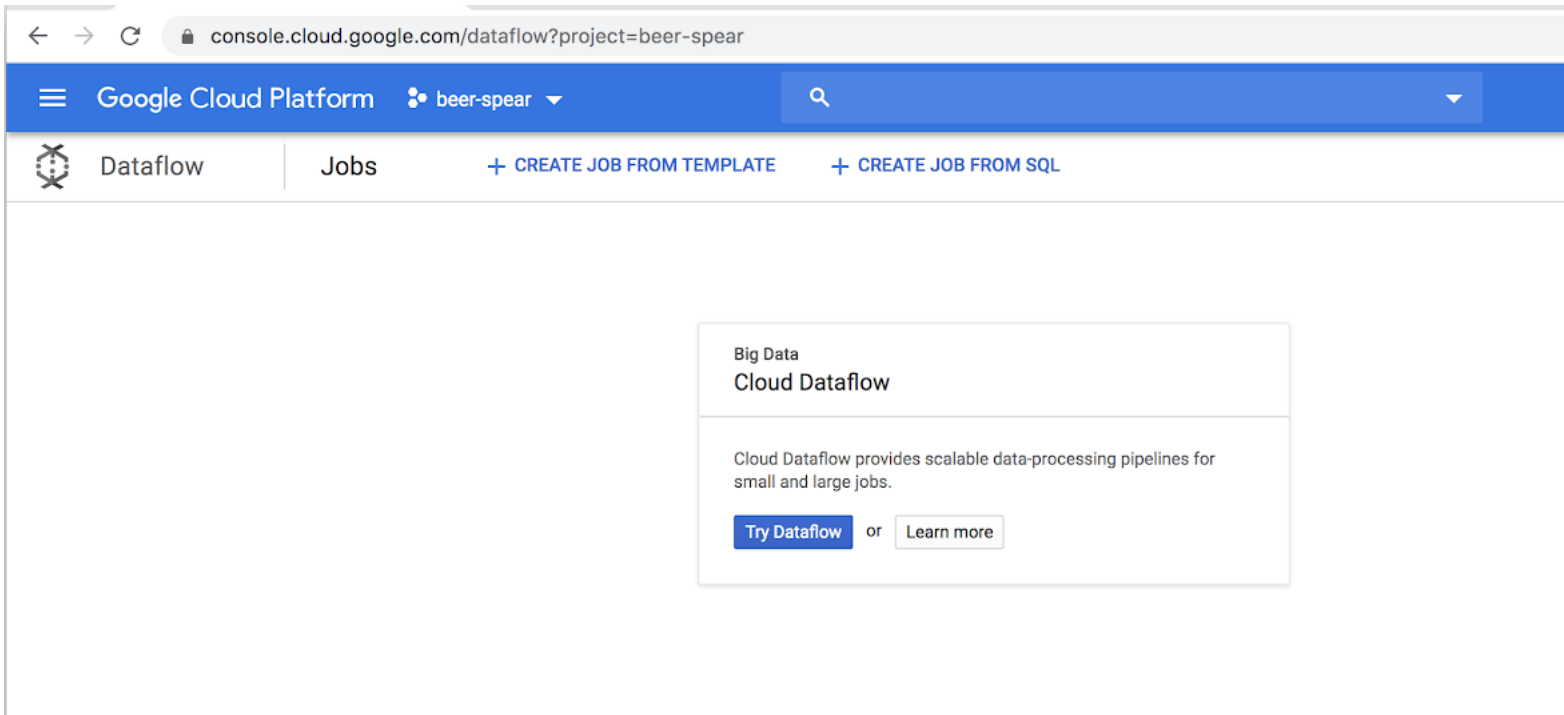 console.cloud.google.com/dataflow?project=beer-spear
Google Cloud Platform beer-spear
Dataflow Jobs + CREATE JOB FROM TEMPLATE + CREATE JOB FROM SQL
Big Data
Cloud Dataflow
Cloud Dataflow provides scalable data-processing pipelines for
small and large jobs.
Try Dataflow or Learn more